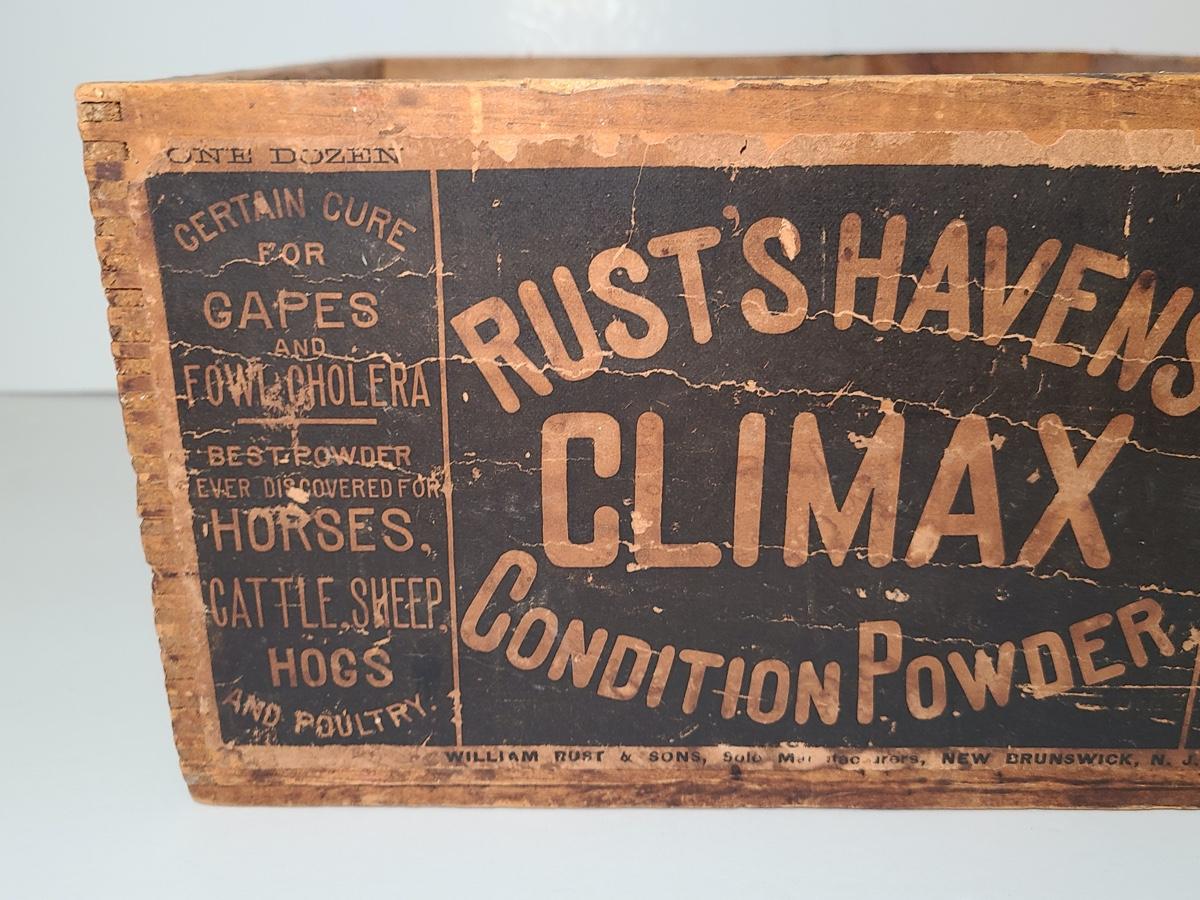 ONE DOZEN
CERTAIN CURE
FOR
GAPES
AND
FOWL CHOLERA
BEST POWDER
EVER DISCOVERED FOR
HORSES,
CATTLE, SHEEP,
HOGS
AND POULTRY.
RUST'S HAVENS
CLIMAX
CONDITION POWDER
WILLIAM RUST & SONS, Sole Manufacturers, NEW BRUNSWICK, N. J.